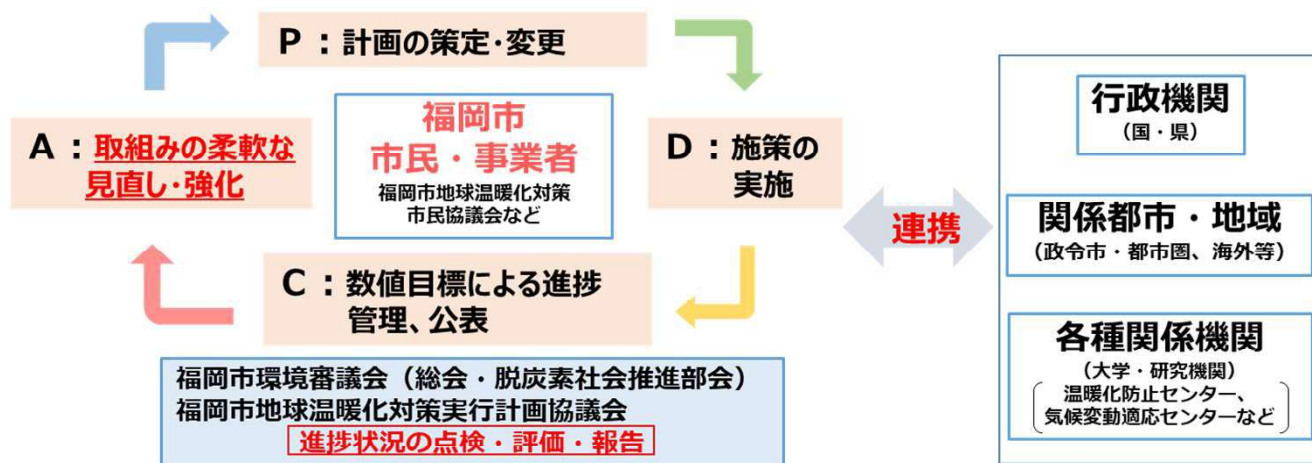 P：計画の策定・変更
A：取組みの柔軟な
見直し・強化
福岡市
市民・事業者
福岡市地球温暖化対策
市民協議会など
D：施策の
実施
C：数値目標による進捗
管理、公表
福岡市環境審議会（総会・脱炭素社会推進部会）
福岡市地球温暖化対策実行計画協議会
進捗状況の点検・評価・報告
連携
行政機関
（国・県）
関係都市・地域
（政令市・都市圏、海外等）
各種関係機関
（大学・研究機関）
温暖化防止センター、
気候変動適応センターなど